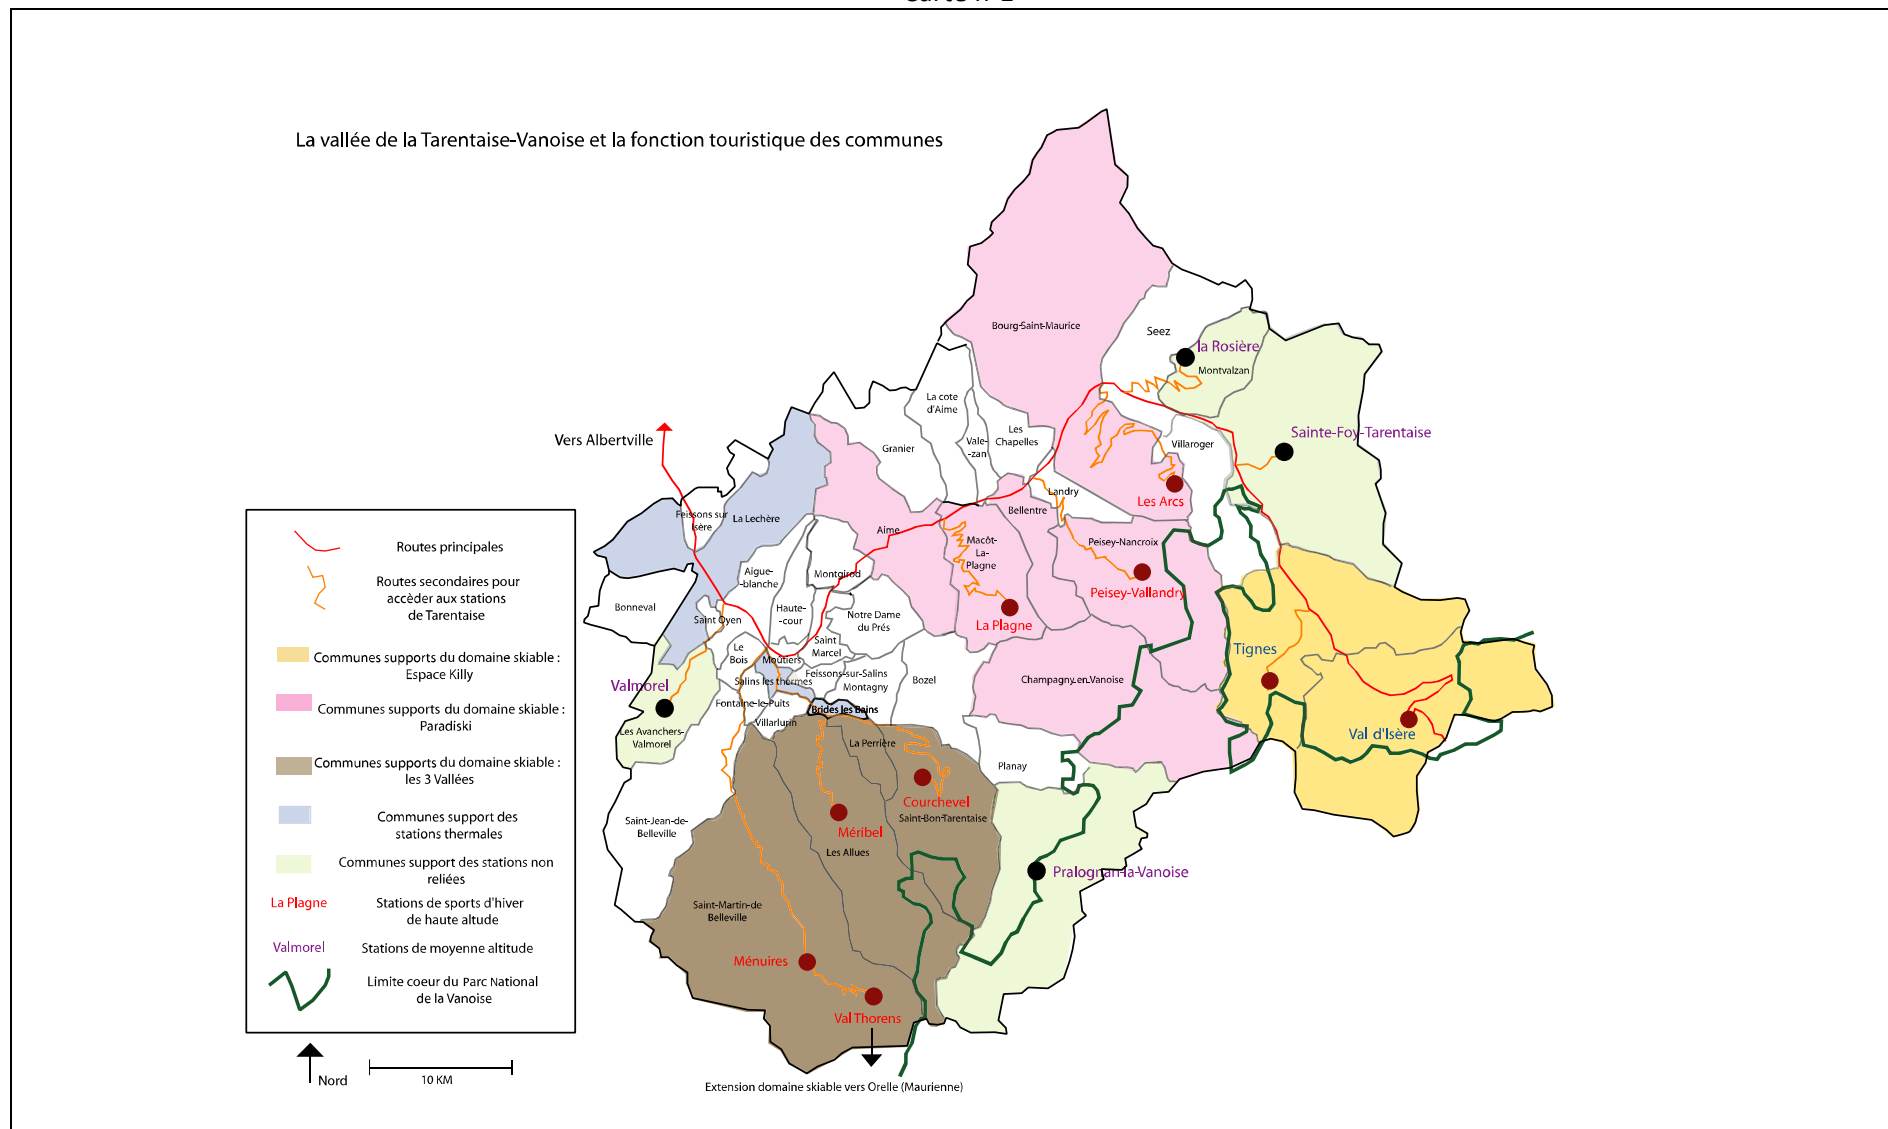 La vallée de la Tarentaise-Vanoise et la fonction touristique des communes
Vers Albertville
Bourg-Saint-Maurice
Seez
la Rosière
Montvalzan
Sainte-Foy-Tarentaise
La cote
d'Aime
Granier
Vale-
-zan
Les
Chapelles
Villaroger
Les Arcs
Landry
Bellentre
Feissons sur
Isère
La Lechère
Aime
Macôt-
La-
Plagne
Peisey-Nancroix
Peisey-Vallandry
La Plagne
Aigue-
-blanche
Montgirod
Bonneval
Saint Oyen
Haute-
-cour
Notre Dame
du Prés
Saint
Marcel
Le
Bois
Moûtiers
Salins les thermes
Feissons-sur-Salins
Montagny
Bozel
Champagny-en-Vanoise
Tignes
Val d'Isère
Valmorel
Les Avanchers-
Valmorel
Fontaine-le-Puits
Villarlurin
Brides les Bains
La Perrière
Planay
Courchevel
Saint-Bon-Tarentaise
Méribel
Les Allues
Saint-Jean-de-
Belleville
Pralognan-la-Vanoise
Saint-Martin-de
Belleville
Ménuires
Val Thorens
Extension domaine skiable vers Orelle (Maurienne)
Routes principales
Routes secondaires pour
accèder aux stations
de Tarentaise
Communes supports du domaine skiable :
Espace Killy
Communes supports du domaine skiable :
Paradiski
Communes supports du domaine skiable :
les 3 Vallées
Communes support des
stations thermales
Communes support des stations non
reliées
La Plagne
Stations de sports d'hiver
de haute altude
Valmorel
Stations de moyenne altitude
Limite coeur du Parc National
de la Vanoise
Nord
10 KM